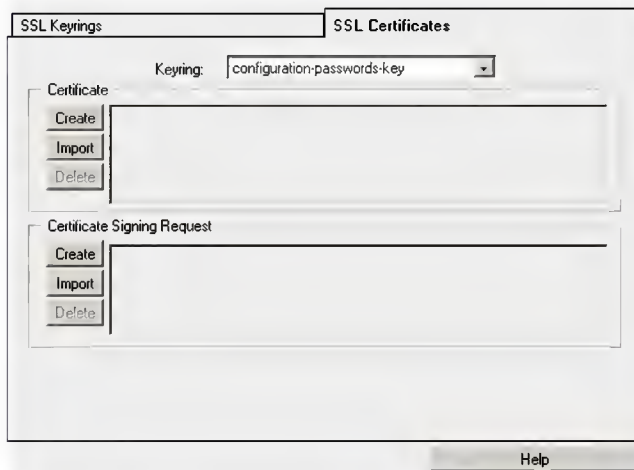 SSL Keyrings
SSL Certificates
Keyring: configuration-passwords-key
Certificate
Create
Import
Delete
Certificate Signing Request
Create
Import
Delete
Help